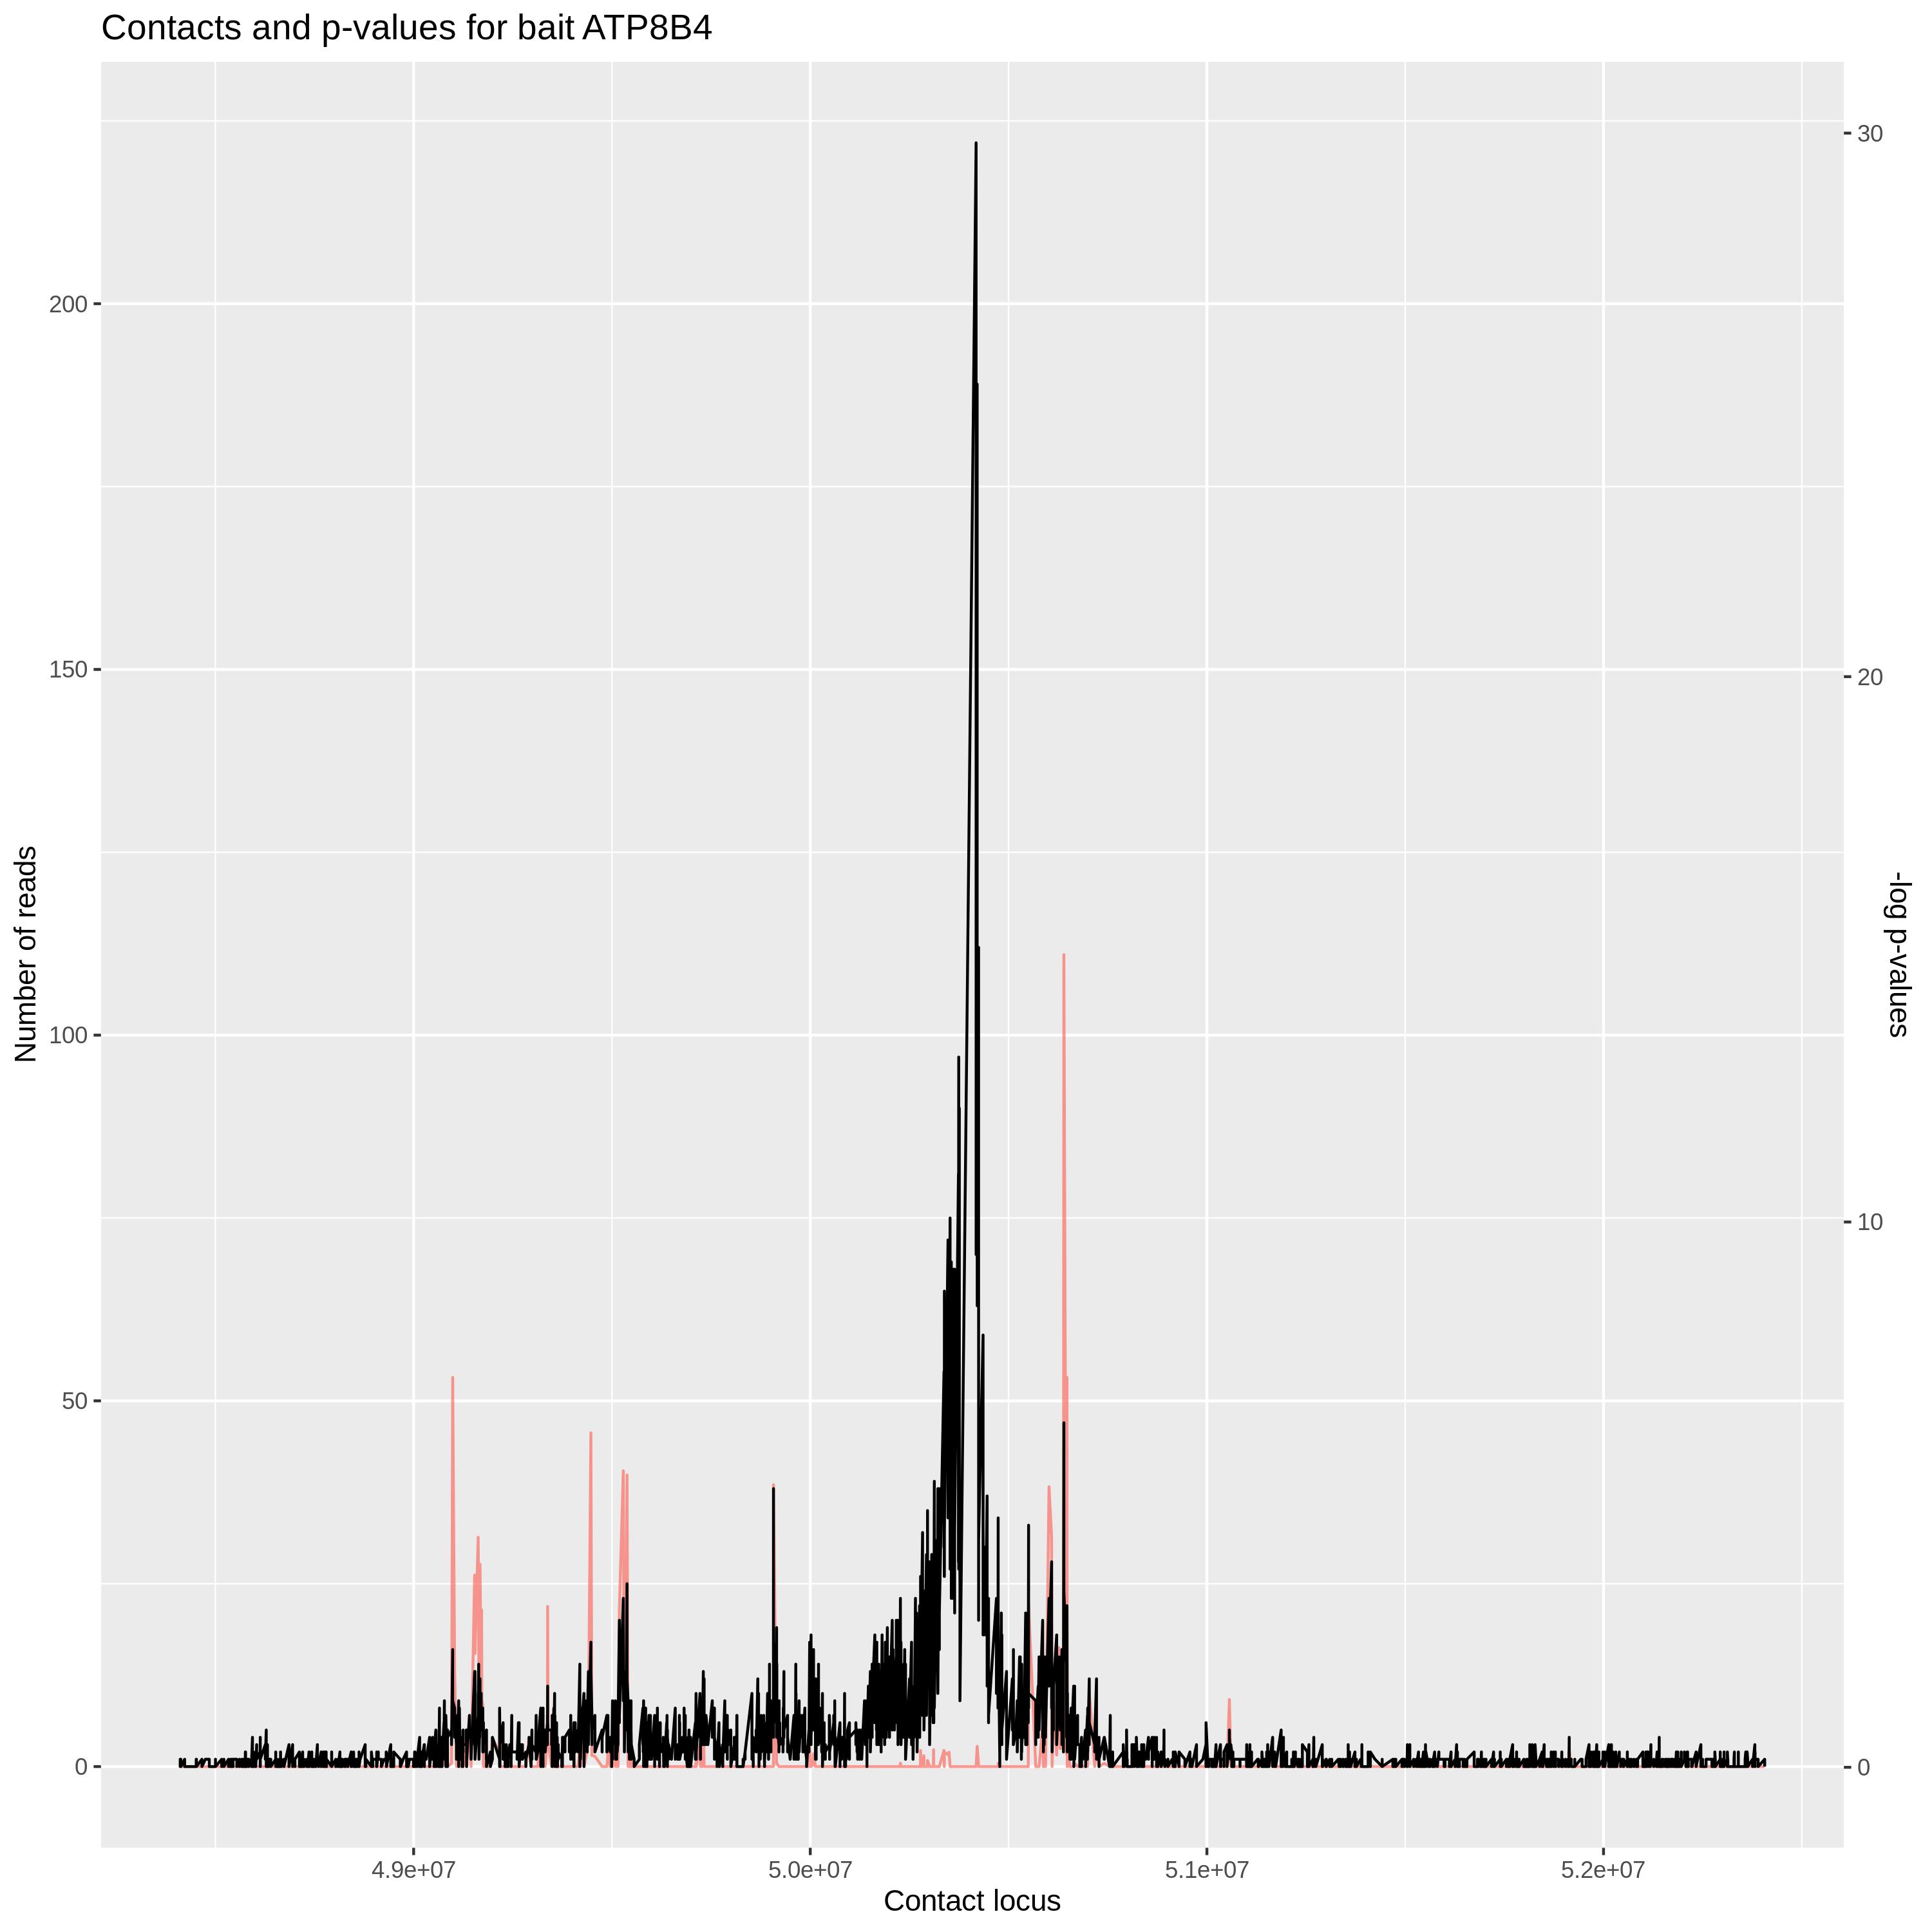 Contacts and p-values for bait ATP8B4
30
200
20
150
Number of reads
-log p-values
100
10
50
0
0
4.9e+07
5.0e+07
5.1e+07
5.2e+07
Contact locus